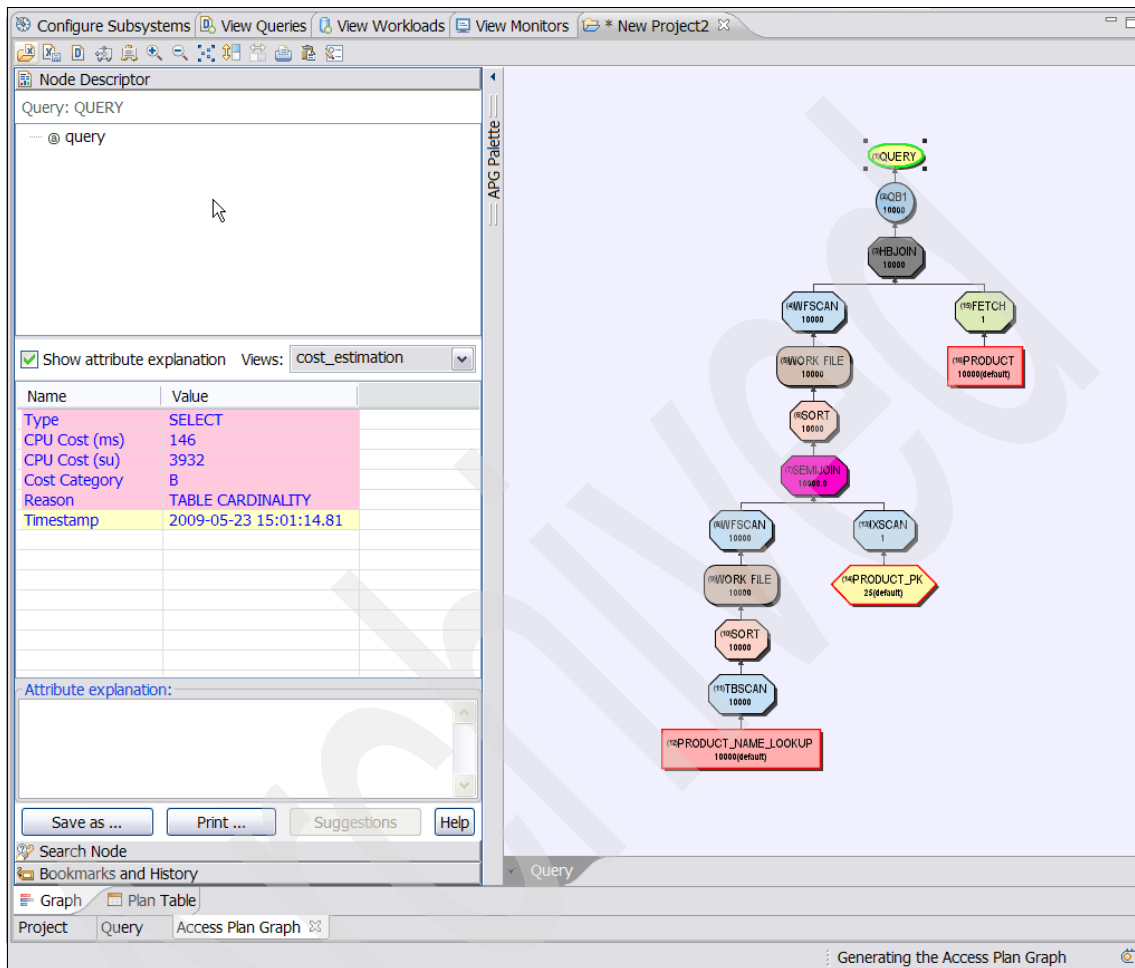 Configure Subsystems View Queries View Workloads View Monitors * New Project2
Node Descriptor
Query: QUERY
@ query
APG Palette
Show attribute explanation Views: cost_estimation
Name Value
Type SELECT
CPU Cost (ms) 146
CPU Cost (su) 3932
Cost Category B
Reason TABLE CARDINALITY
Timestamp 2009-05-23 15:01:14.81
Attribute explanation:
Save as ... Print ... Suggestions Help
Search Node
Bookmarks and History
(1)QUERY
(2)QB1
10000
(3)HBJOIN
10000
(4)WFSCAN
10000
(15)FETCH
1
(5)WORK FILE
10000
(16)PRODUCT
10000(default)
(6)SORT
10000
(7)SEMIJOIN
10000.0
(8)WFSCAN
10000
(13)IXSCAN
1
(9)WORK FILE
10000
(14)PRODUCT_PK
25(default)
(10)SORT
10000
(11)TBSCAN
10000
(12)PRODUCT_NAME_LOOKUP
10000(default)
Query
Graph Plan Table
Project Query Access Plan Graph
Generating the Access Plan Graph
Archived